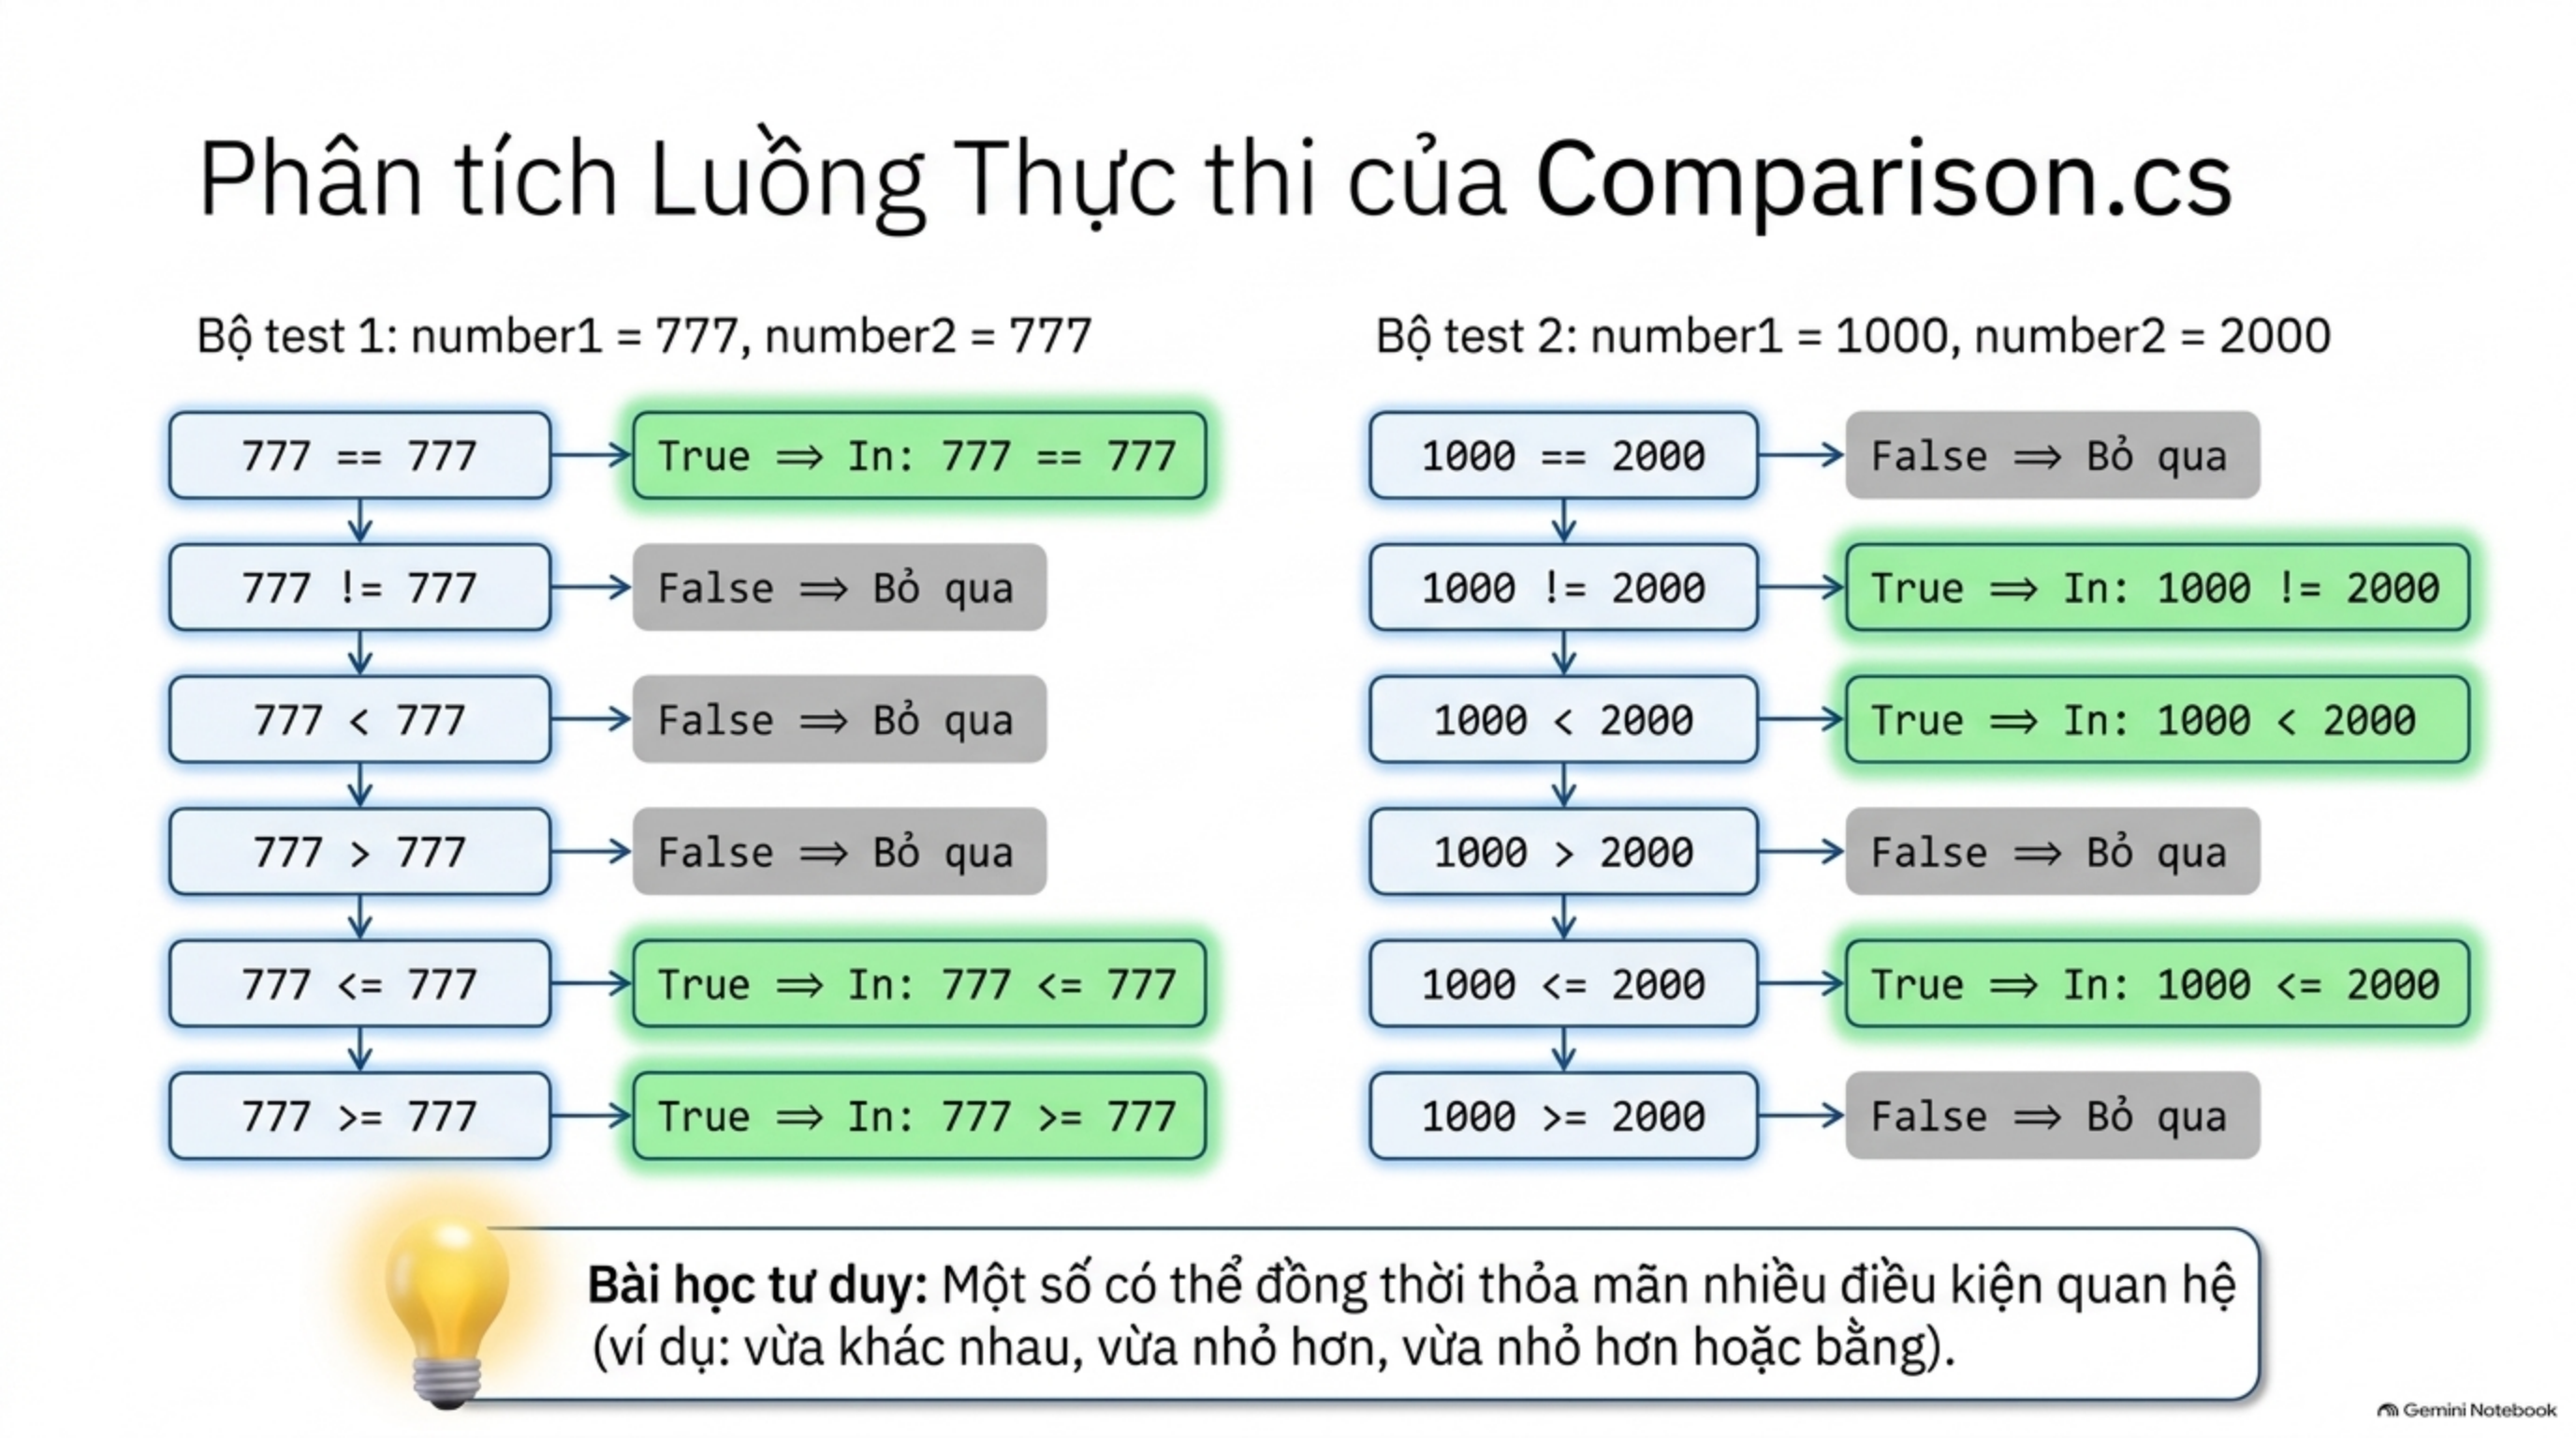 Phân tích Luồng Thực thi của Comparison.cs
Bộ test 1: number1 = 777, number2 = 777
777 == 777
True ⟹ In: 777 == 777
777 != 777
False ⟹ Bỏ qua
777 < 777
False ⟹ Bỏ qua
777 > 777
False ⟹ Bỏ qua
777 <= 777
True ⟹ In: 777 <= 777
777 >= 777
True ⟹ In: 777 >= 777
Bộ test 2: number1 = 1000, number2 = 2000
1000 == 2000
False ⟹ Bỏ qua
1000 != 2000
True ⟹ In: 1000 != 2000
1000 < 2000
True ⟹ In: 1000 < 2000
1000 > 2000
False ⟹ Bỏ qua
1000 <= 2000
True ⟹ In: 1000 <= 2000
1000 >= 2000
False ⟹ Bỏ qua
Bài học tư duy: Một số có thể đồng thời thỏa mãn nhiều điều kiện quan hệ
(ví dụ: vừa khác nhau, vừa nhỏ hơn, vừa nhỏ hơn hoặc bằng).
Gemini Notebook